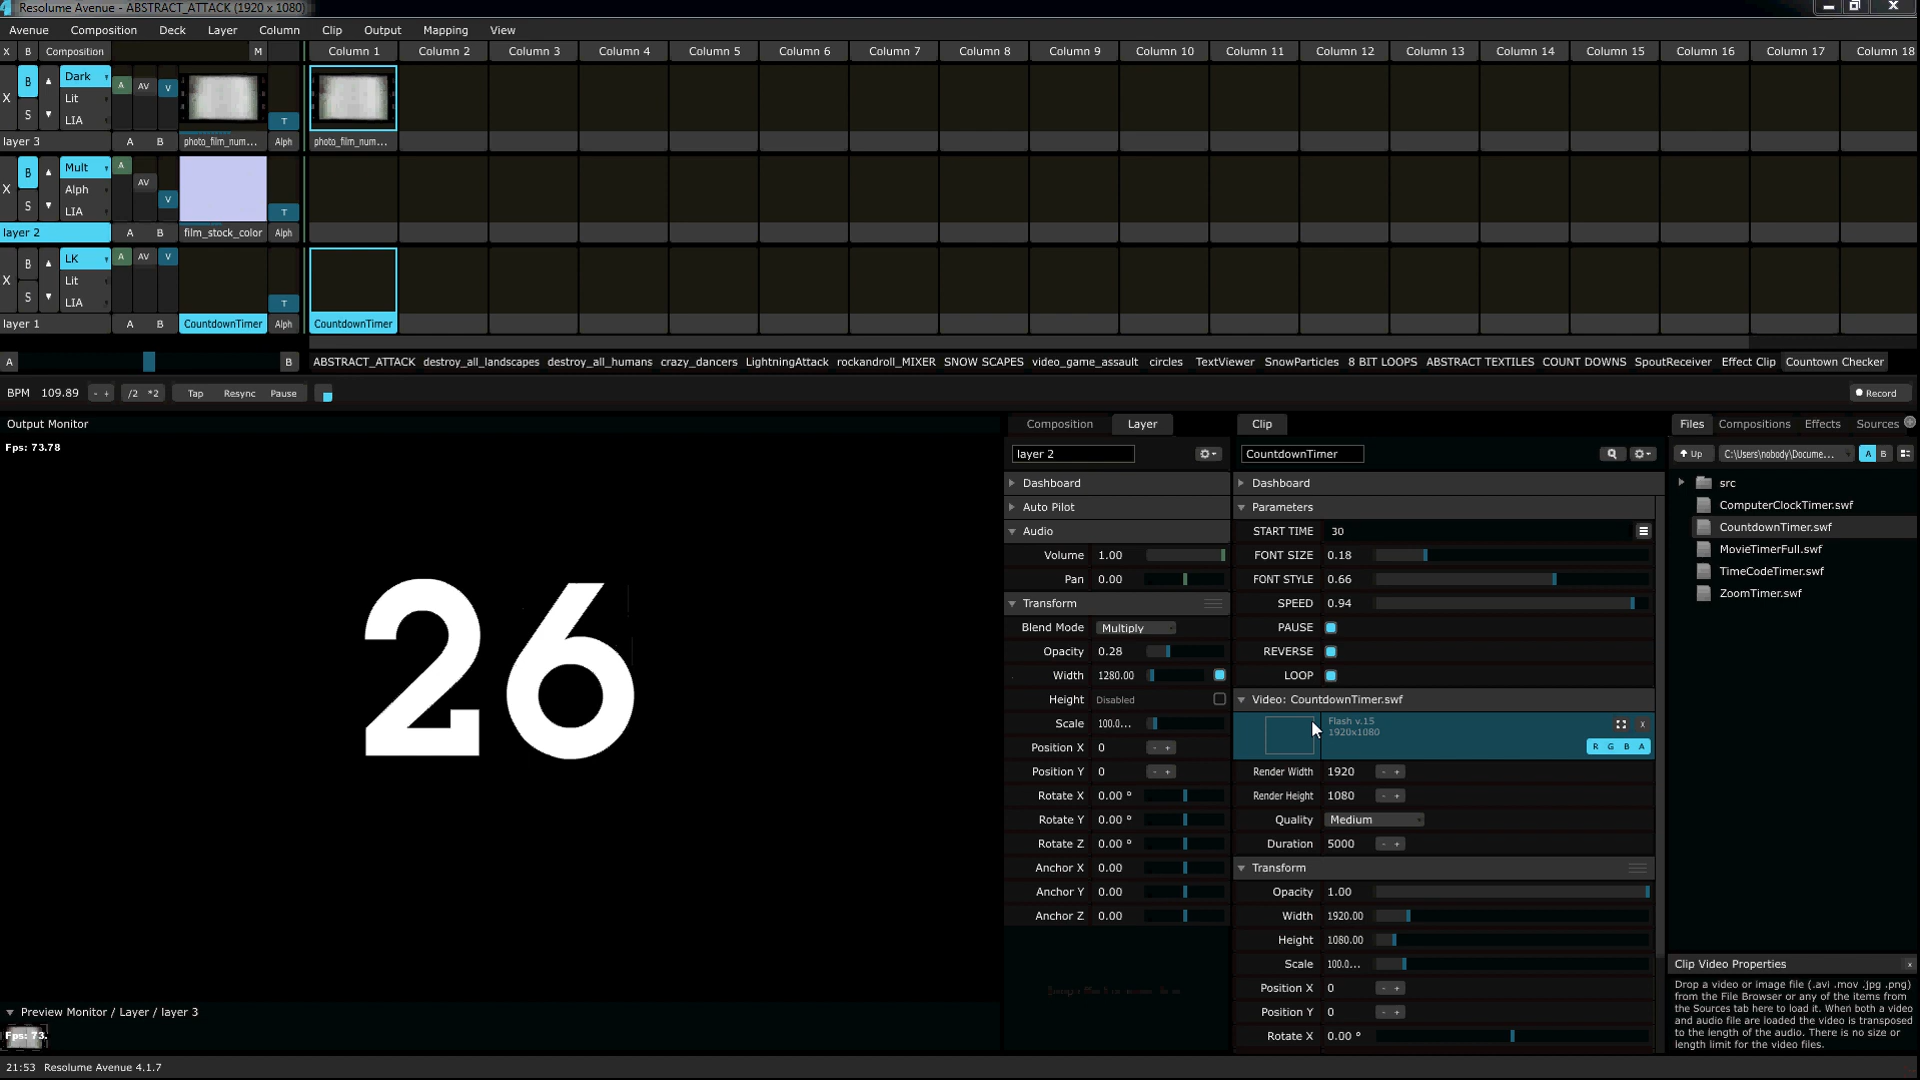 Resolume Avenue - ABSTRACT_ATTACK (1920 x 1080)
Avenue Composition Deck Layer Column Clip Output Mapping View
X B Composition M Column 1 Column 2 Column 3 Column 4 Column 5 Column 6 Column 7 Column 8 Column 9 Column 10 Column 11 Column 12 Column 13 Column 14 Column 15 Column 16 Column 17 Column 18
X B S Dark Lit LIA A AV V T
layer 3 A B photo_film_num... Alph photo_film_num...
X B S Mult Alph LIA A AV V T
layer 2 A B film_stock_color Alph
X B S LK Lit LIA A AV V T
layer 1 A B CountdownTimer Alph CountdownTimer
A B ABSTRACT_ATTACK destroy_all_landscapes destroy_all_humans crazy_dancers LightningAttack rockandroll_MIXER SNOW SCAPES video_game_assault circles TextViewer SnowParticles 8 BIT LOOPS ABSTRACT TEXTILES COUNT DOWNS SpoutReceiver Effect Clip Countown Checker
BPM 109.89 - + /2 *2 Tap Resync Pause Record
Output Monitor
Fps: 73.78
26
Preview Monitor / Layer / layer 3
Fps: 73.
21:53 Resolume Avenue 4.1.7
Composition Layer
layer 2
Dashboard
Auto Pilot
Audio
Volume 1.00
Pan 0.00
Transform
Blend Mode Multiply
Opacity 0.28
Width 1280.00
Height Disabled
Scale 100.0...
Position X 0 - +
Position Y 0 - +
Rotate X 0.00 °
Rotate Y 0.00 °
Rotate Z 0.00 °
Anchor X 0.00
Anchor Y 0.00
Anchor Z 0.00
Clip
CountdownTimer
Dashboard
Parameters
START TIME 30
FONT SIZE 0.18
FONT STYLE 0.66
SPEED 0.94
PAUSE
REVERSE
LOOP
Video: CountdownTimer.swf
Flash v.15
1920x1080
x
R G B A
Render Width 1920 - +
Render Height 1080 - +
Quality Medium
Duration 5000 - +
Transform
Opacity 1.00
Width 1920.00
Height 1080.00
Scale 100.0...
Position X 0 - +
Position Y 0 - +
Rotate X 0.00 °
Files Compositions Effects Sources
Up C:\Users\nobody\Docume... A B
src
ComputerClockTimer.swf
CountdownTimer.swf
MovieTimerFull.swf
TimeCodeTimer.swf
ZoomTimer.swf
Clip Video Properties x
Drop a video or image file (.avi .mov .jpg .png)
from the File Browser or any of the items from
the Sources tab here to load it. When both a video
and audio file are loaded the video is transposed
to the length of the audio. There is no size or
length limit for the video files.